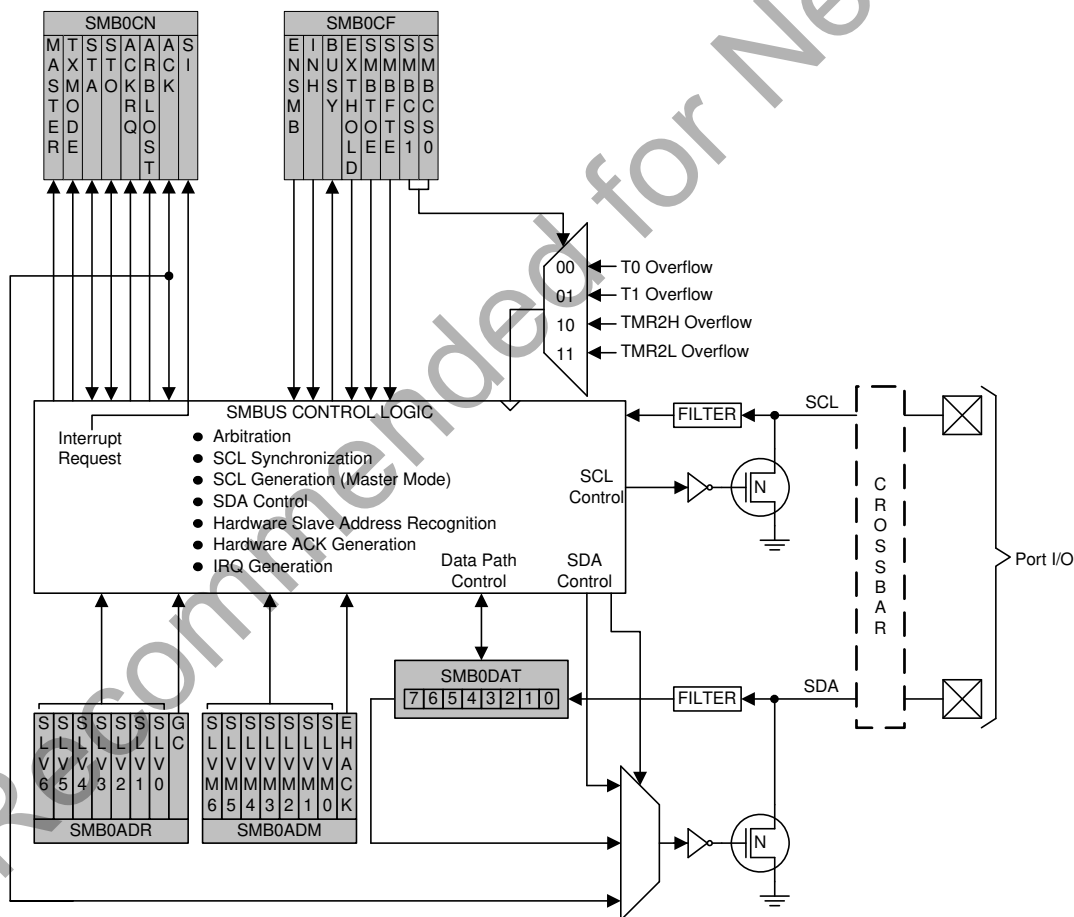 SMB0CN
MASTER
TXMODE
STA
STO
ACKRQ
ARBLOST
ACK
SI
SMB0CF
ENSMB
INH
BUSY
EXTHOLD
SMBTOE
SMBFTE
SMBCS1
SMBCS0
00
T0 Overflow
01
T1 Overflow
10
TMR2H Overflow
11
TMR2L Overflow
SMBUS CONTROL LOGIC
Interrupt
Request
● Arbitration
● SCL Synchronization
● SCL Generation (Master Mode)
● SDA Control
● Hardware Slave Address Recognition
● Hardware ACK Generation
● IRQ Generation
SCL
Control
Data Path
Control
SDA
Control
FILTER
SCL
N
CROSSBAR
Port I/O
SMB0DAT
7 6 5 4 3 2 1 0
FILTER
SDA
N
SLV6
SLV5
SLV4
SLV3
SLV2
SLV1
SLV0
GC
SMB0ADR
SLVM6
SLVM5
SLVM4
SLVM3
SLVM2
SLVM1
SLVM0
EHACK
SMB0ADM
Recommended for Ne